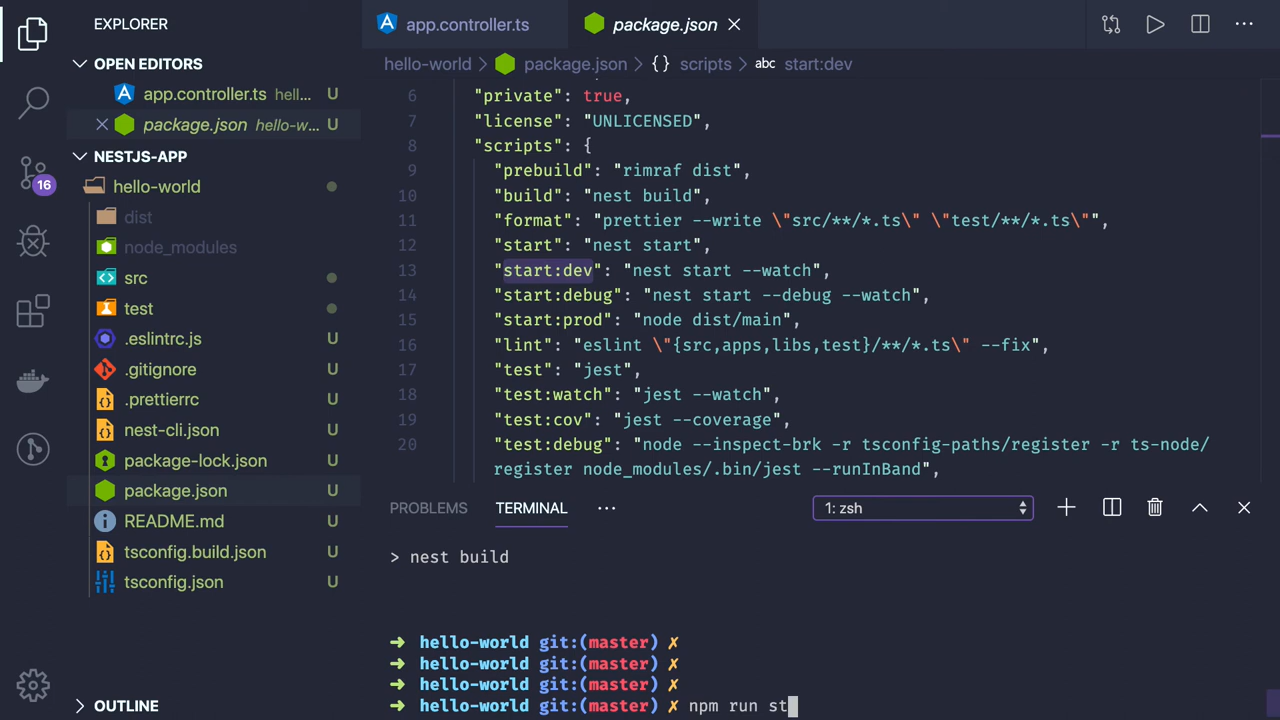 EXPLORER
OPEN EDITORS
app.controller.ts hell... U
package.json hello-w... U
NESTJS-APP
16
hello-world
dist
node_modules
src
test
.eslintrc.js U
.gitignore U
.prettierrc U
nest-cli.json U
package-lock.json U
package.json U
README.md U
tsconfig.build.json U
tsconfig.json U
OUTLINE
app.controller.ts
package.json
hello-world > package.json > {} scripts > abc start:dev
6 "private": true,
7 "license": "UNLICENSED",
8 "scripts": {
9 "prebuild": "rimraf dist",
10 "build": "nest build",
11 "format": "prettier --write \"src/**/*.ts\" \"test/**/*.ts\"",
12 "start": "nest start",
13 "start:dev": "nest start --watch",
14 "start:debug": "nest start --debug --watch",
15 "start:prod": "node dist/main",
16 "lint": "eslint \"{src,apps,libs,test}/**/*.ts\" --fix",
17 "test": "jest",
18 "test:watch": "jest --watch",
19 "test:cov": "jest --coverage",
20 "test:debug": "node --inspect-brk -r tsconfig-paths/register -r ts-node/
register node_modules/.bin/jest --runInBand",
PROBLEMS TERMINAL ... 1: zsh
> nest build
➜ hello-world git:(master) ✗
➜ hello-world git:(master) ✗
➜ hello-world git:(master) ✗
➜ hello-world git:(master) ✗ npm run st